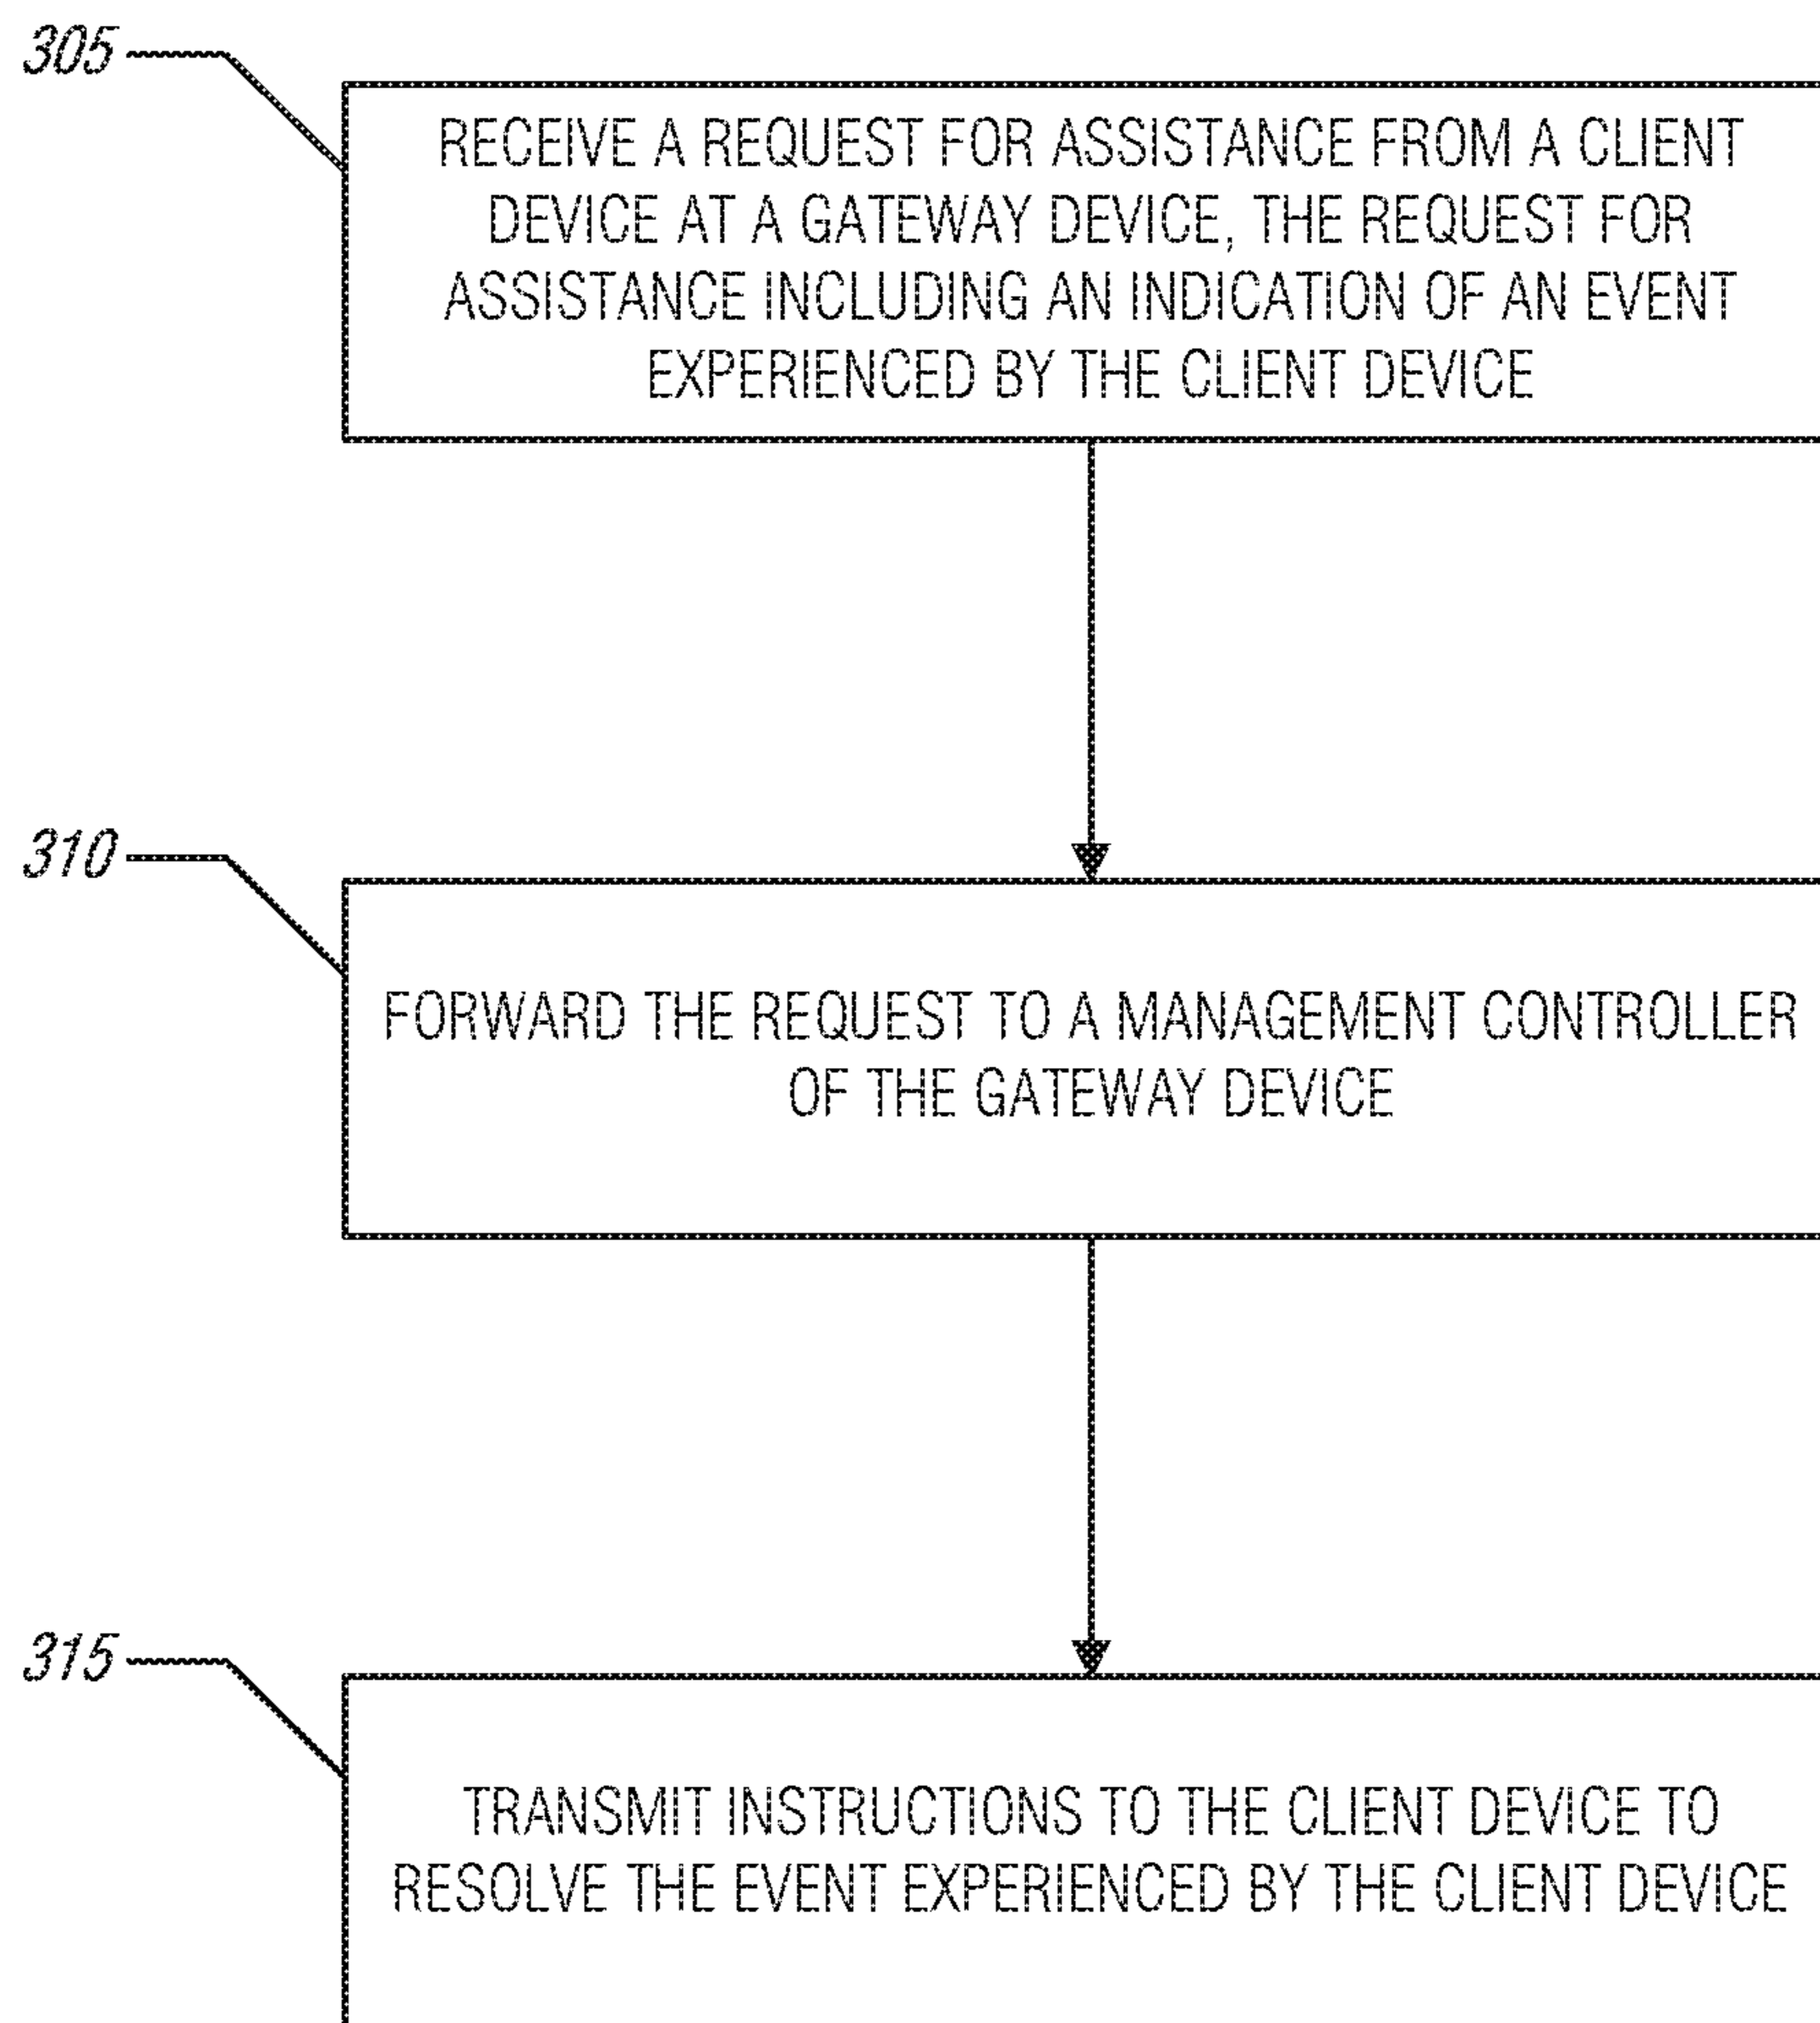 305
RECEIVE A REQUEST FOR ASSISTANCE FROM A CLIENT
DEVICE AT A GATEWAY DEVICE, THE REQUEST FOR
ASSISTANCE INCLUDING AN INDICATION OF AN EVENT
EXPERIENCED BY THE CLIENT DEVICE
310
FORWARD THE REQUEST TO A MANAGEMENT CONTROLLER
OF THE GATEWAY DEVICE
315
TRANSMIT INSTRUCTIONS TO THE CLIENT DEVICE TO
RESOLVE THE EVENT EXPERIENCED BY THE CLIENT DEVICE